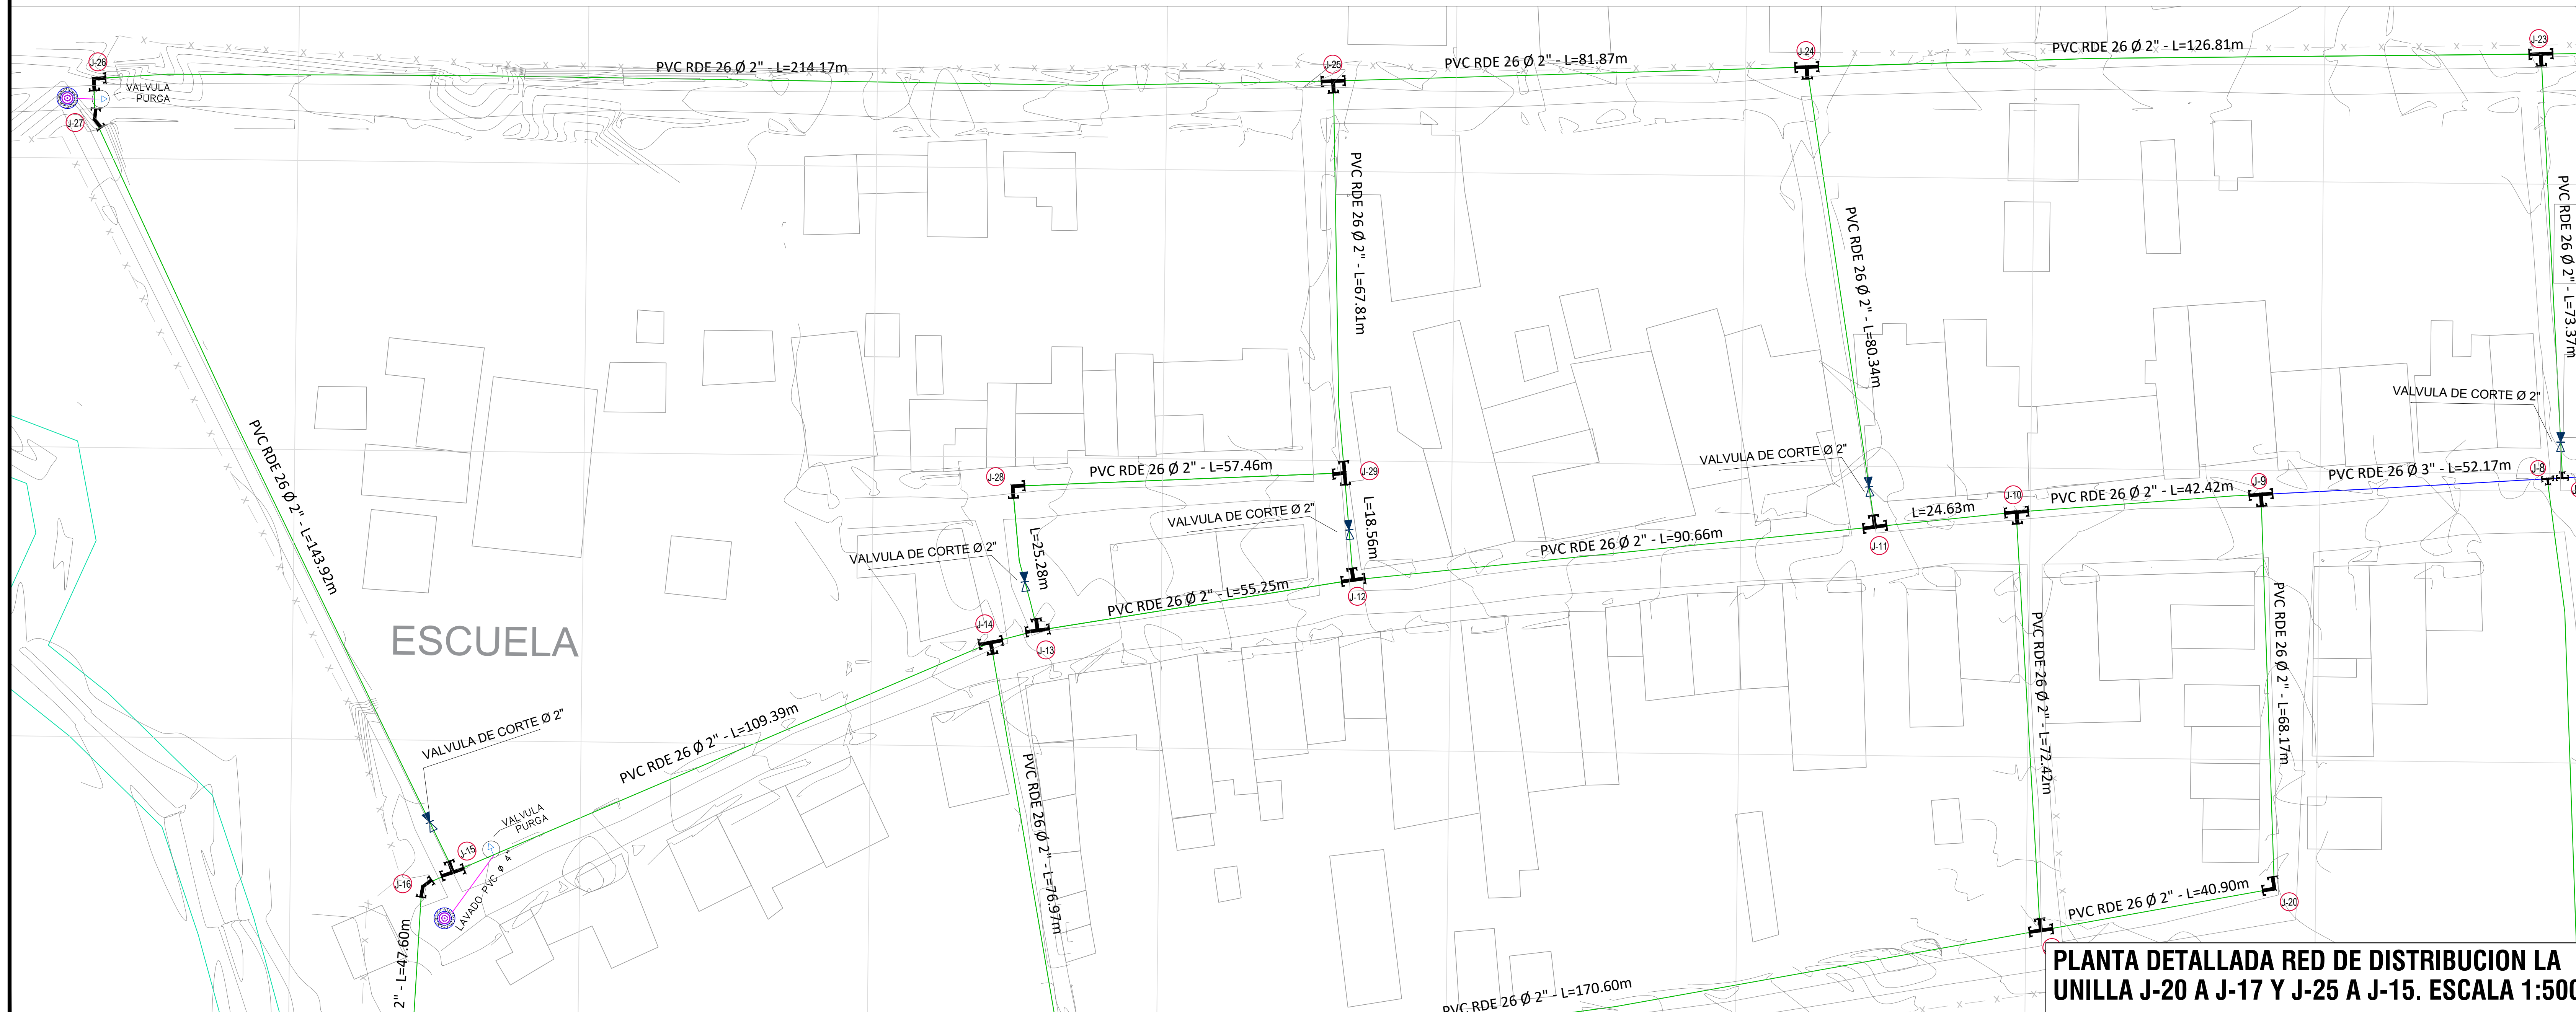 J-26
PVC RDE 26 Ø 2" - L=214.17m
J-25
PVC RDE 26 Ø 2" - L=81.87m
J-24
PVC RDE 26 Ø 2" - L=126.81m
J-23
VALVULA
PURGA
J-27
PVC RDE 26 Ø 2" - L=143.92m
PVC RDE 26 Ø 2" - L=67.81m
PVC RDE 26 Ø 2" - L=80.34m
PVC RDE 26 Ø 2" - L=73.37m
VALVULA DE CORTE Ø 2"
J-28
PVC RDE 26 Ø 2" - L=57.46m
J-29
VALVULA DE CORTE Ø 2"
J-10
PVC RDE 26 Ø 2" - L=42.42m
J-9
PVC RDE 26 Ø 3" - L=52.17m
J-8
L=24.63m
J-11
VALVULA DE CORTE Ø 2"
L=18.56m
PVC RDE 26 Ø 2" - L=90.66m
VALVULA DE CORTE Ø 2"
L=25.28m
PVC RDE 26 Ø 2" - L=55.25m
J-12
J-14
J-13
ESCUELA
PVC RDE 26 Ø 2" - L=72.42m
PVC RDE 26 Ø 2" - L=68.17m
VALVULA DE CORTE Ø 2"
PVC RDE 26 Ø 2" - L=109.39m
PVC RDE 26 Ø 2" - L=76.97m
VALVULA
PURGA
J-15
J-16
LAVADO PVC ø 4"
2" - L=47.60m
PVC RDE 26 Ø 2" - L=40.90m
J-20
PVC RDE 26 Ø 2" - L=170.60m
PLANTA DETALLADA RED DE DISTRIBUCION LA
UNILLA J-20 A J-17 Y J-25 A J-15. ESCALA 1:500